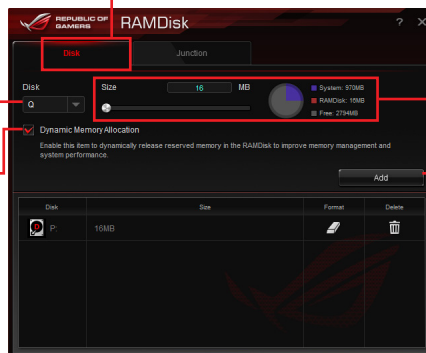 REPUBLIC OF
GAMERS
RAMDisk
?
Disk
Junction
Disk
Size
16
MB
System: 970MB
Q
RAMDisk: 16MB
Free: 2794MB
Dynamic Memory Allocation
Enable this item to dynamically release reserved memory in the RAMDisk to improve memory management and
system performance.
Add
Disk
Size
Format
Delete
P:
16MB